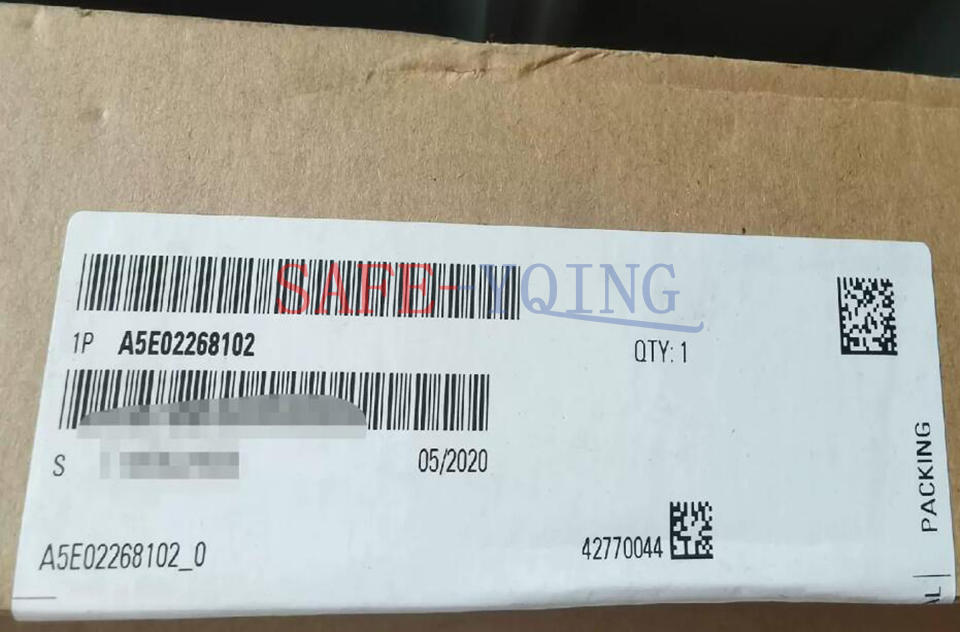 SAFE-YQING
1P A5E02268102
QTY: 1
S
05/2020
A5E02268102_0
42770044
PACKING